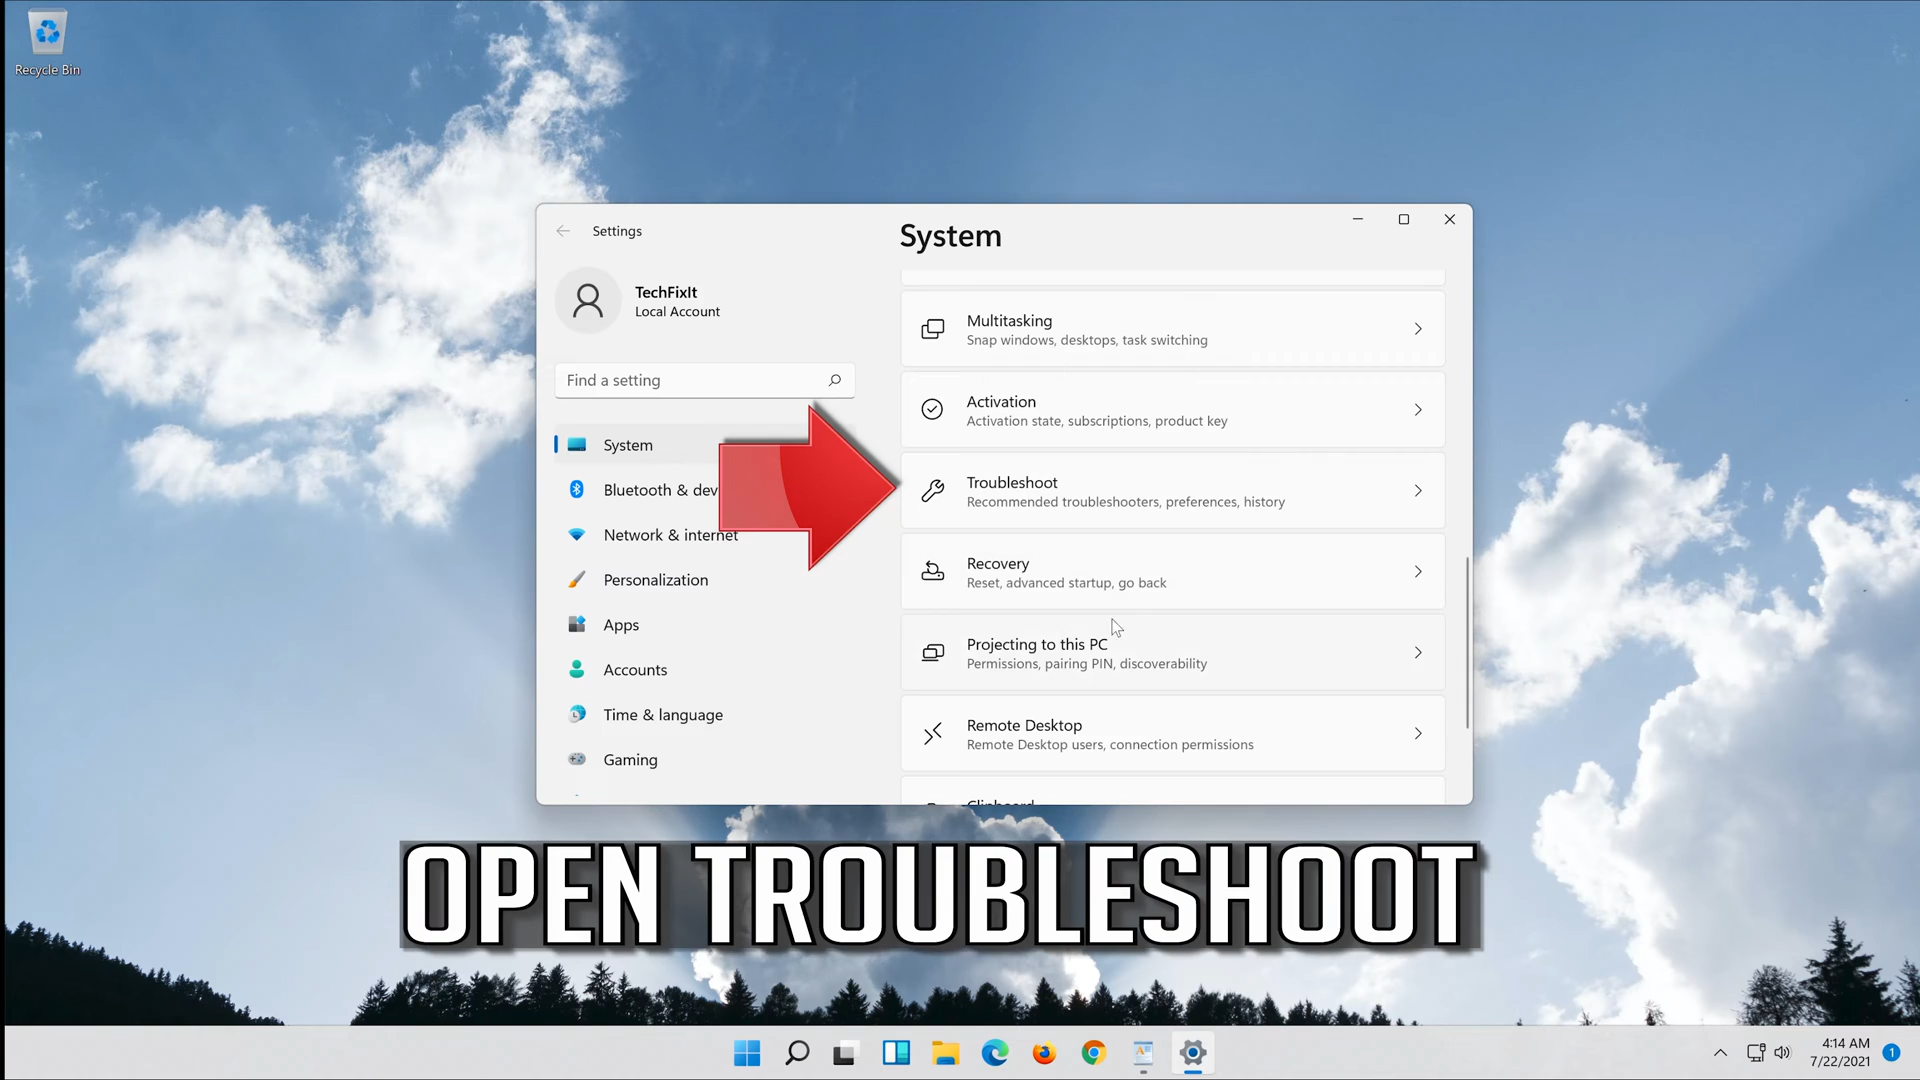 Recycle Bin
Settings
System
TechFixIt
Local Account
Find a setting
System
Bluetooth & dev
Network & internet
Personalization
Apps
Accounts
Time & language
Gaming
Multitasking
Snap windows, desktops, task switching
Activation
Activation state, subscriptions, product key
Troubleshoot
Recommended troubleshooters, preferences, history
Recovery
Reset, advanced startup, go back
Projecting to this PC
Permissions, pairing PIN, discoverability
Remote Desktop
Remote Desktop users, connection permissions
Clipboard
OPEN TROUBLESHOOT
4:14 AM
7/22/2021
1